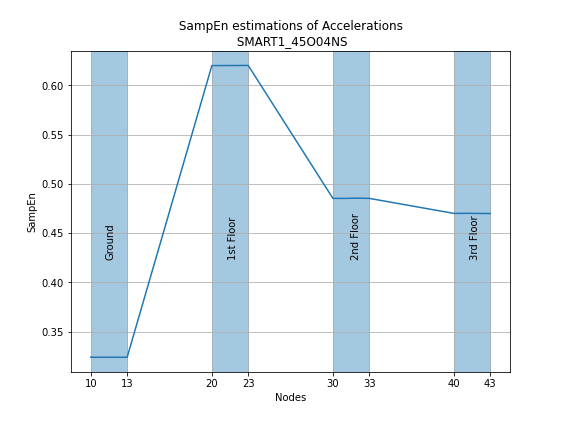 SampEn estimations of Accelerations
SMART1_45O04NS
0.60
0.55
0.50
0.45
0.40
0.35
SampEn
Ground
1st Floor
2nd Floor
3rd Floor
10 13 20 23 30 33 40 43
Nodes